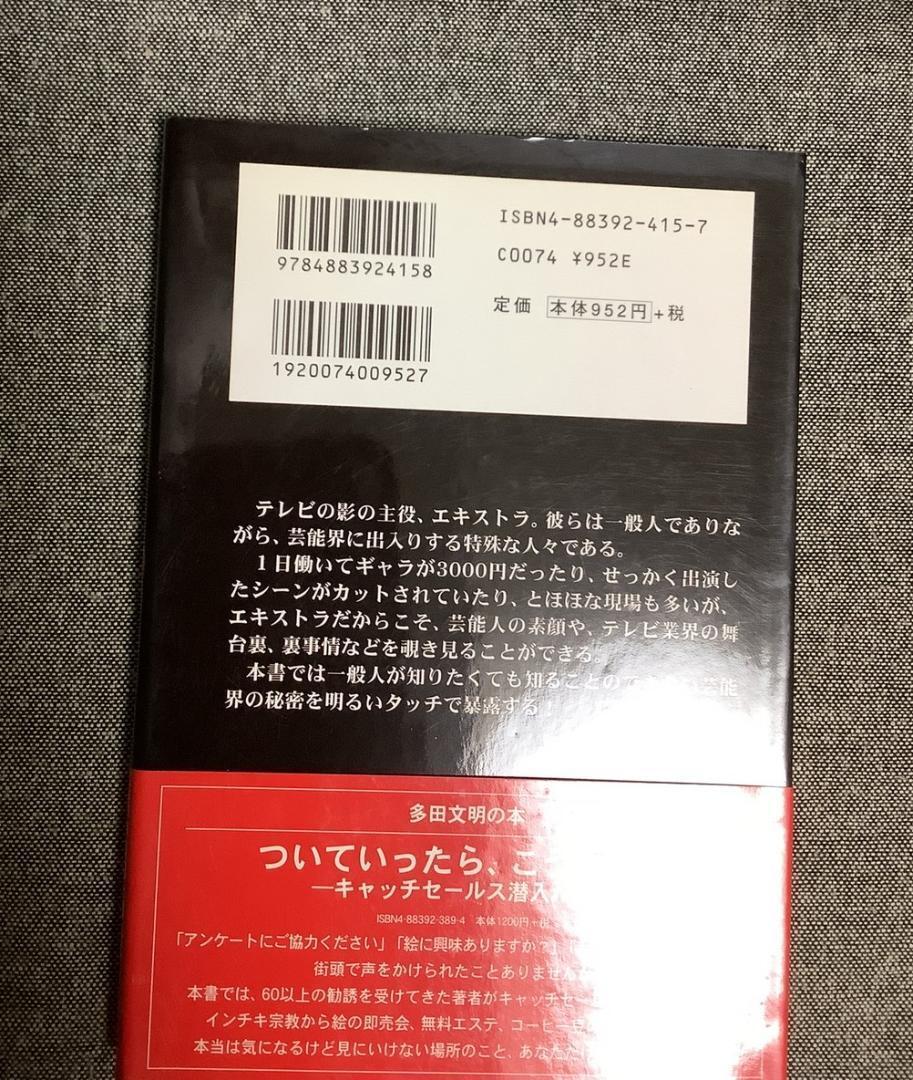 9784883924158
ISBN4-88392-415-7
C0074 ¥952E
定価 本体952円+税
1920074009527
テレビの影の主役、エキストラ。彼らは一般人でありな
がら、芸能界に出入りする特殊な人々である。
1日働いてギャラが3000円だったり、せっかく出演し
たシーンがカットされていたり、とほほな現場も多いが、
エキストラだからこそ、芸能人の素顔や、テレビ業界の舞
台裏、裏事情などを覗き見ることができる。
本書では一般人が知りたくても知ることので 芸能
界の秘密を明るいタッチで暴露する!
多田文明の本
ついていったら、こ
―キャッチセールス潜入
ISBN4-88392-389-4 本体1200円+税
「アンケートにご協力ください」「絵に興味ありますか?」
街頭で声をかけられたことありません
本書では、60以上の勧誘を受けてきた著者がキャッチセー
インチキ宗教から絵の即売会、無料エステ、コーヒー
本当は気になるけど見にいけない場所のこと、あなただ